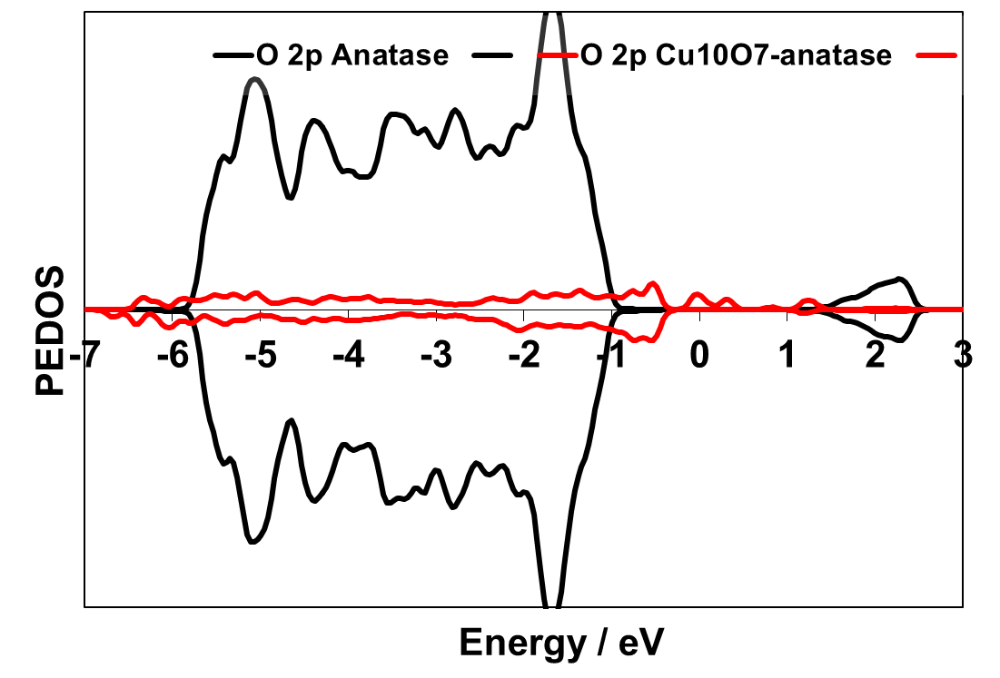 O 2p Anatase O 2p Cu10O7-anatase
PEDOS
-7 -6 -5 -4 -3 -2 -1 0 1 2 3
Energy / eV